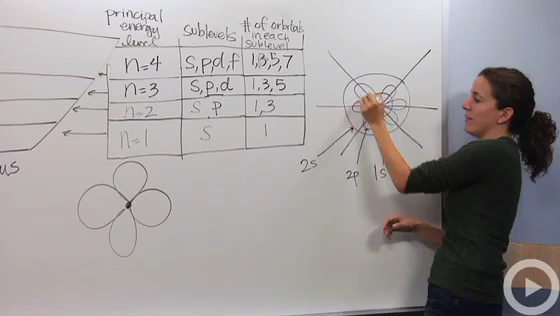 principal energy level sublevels # of orbitals in each sublevel
n=4 s,p,d,f 1,3,5,7
n=3 s,p,d 1,3,5
n=2 s,p 1,3
n=1 s 1
us
2s 2p 1s